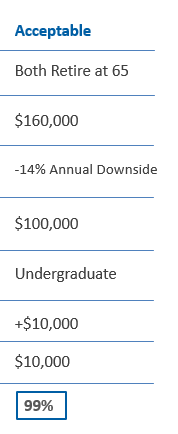 Acceptable
Both Retire at 65
$160,000
-14% Annual Downside
$100,000
Undergraduate
+$10,000
$10,000
99%